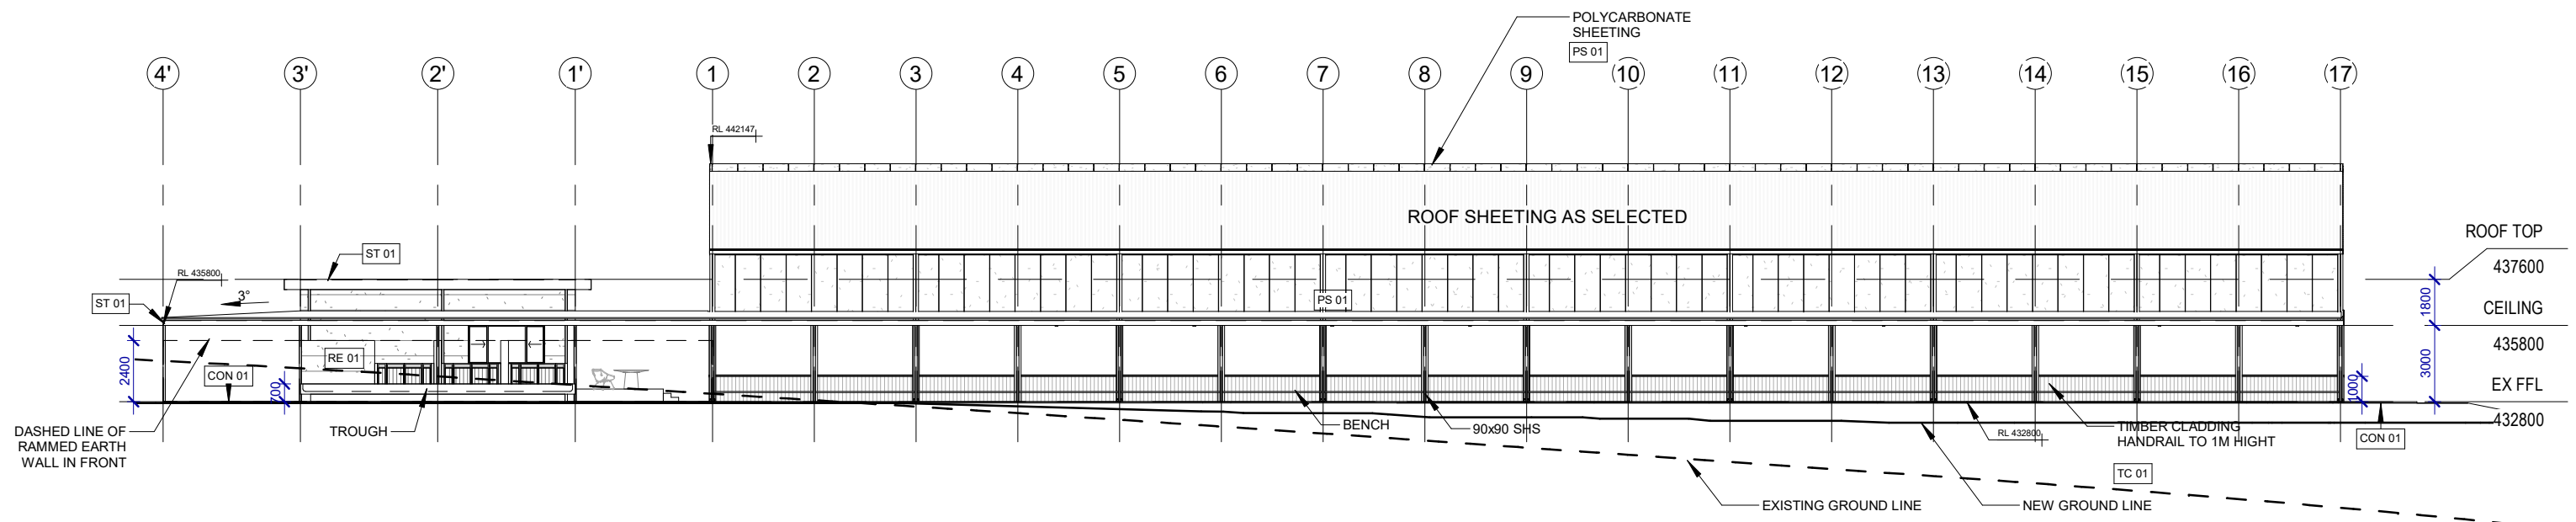 POLYCARBONATE
SHEETING
PS 01
4'
3'
2'
1'
1
2
3
4
5
6
7
8
9
10
11
12
13
14
15
16
17
RL 442147
ROOF SHEETING AS SELECTED
ROOF TOP
437600
ST 01
RL 435800
3°
ST 01
PS 01
1800
CEILING
435800
RE 01
2400
CON 01
700
3000
1000
EX FFL
432800
DASHED LINE OF
RAMMED EARTH
WALL IN FRONT
TROUGH
BENCH
90x90 SHS
RL 432800
TIMBER CLADDING
HANDRAIL TO 1M HIGHT
CON 01
TC 01
EXISTING GROUND LINE
NEW GROUND LINE